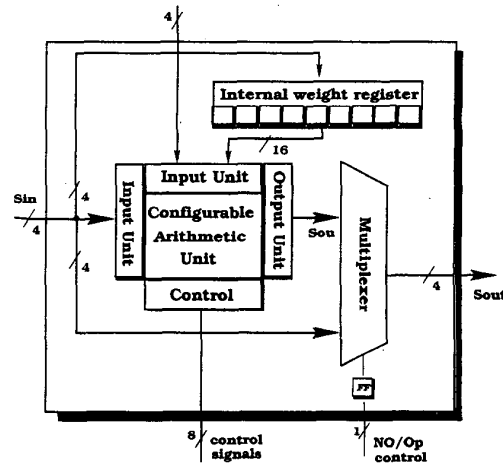 4
Internal weight register
16
Sin
4
4
4
Input Unit
Input Unit
Configurable
Arithmetic
Unit
Control
Output Unit
Sou
Multiplexer
4
Sout
FF
8
control
signals
1
NO/Op
control